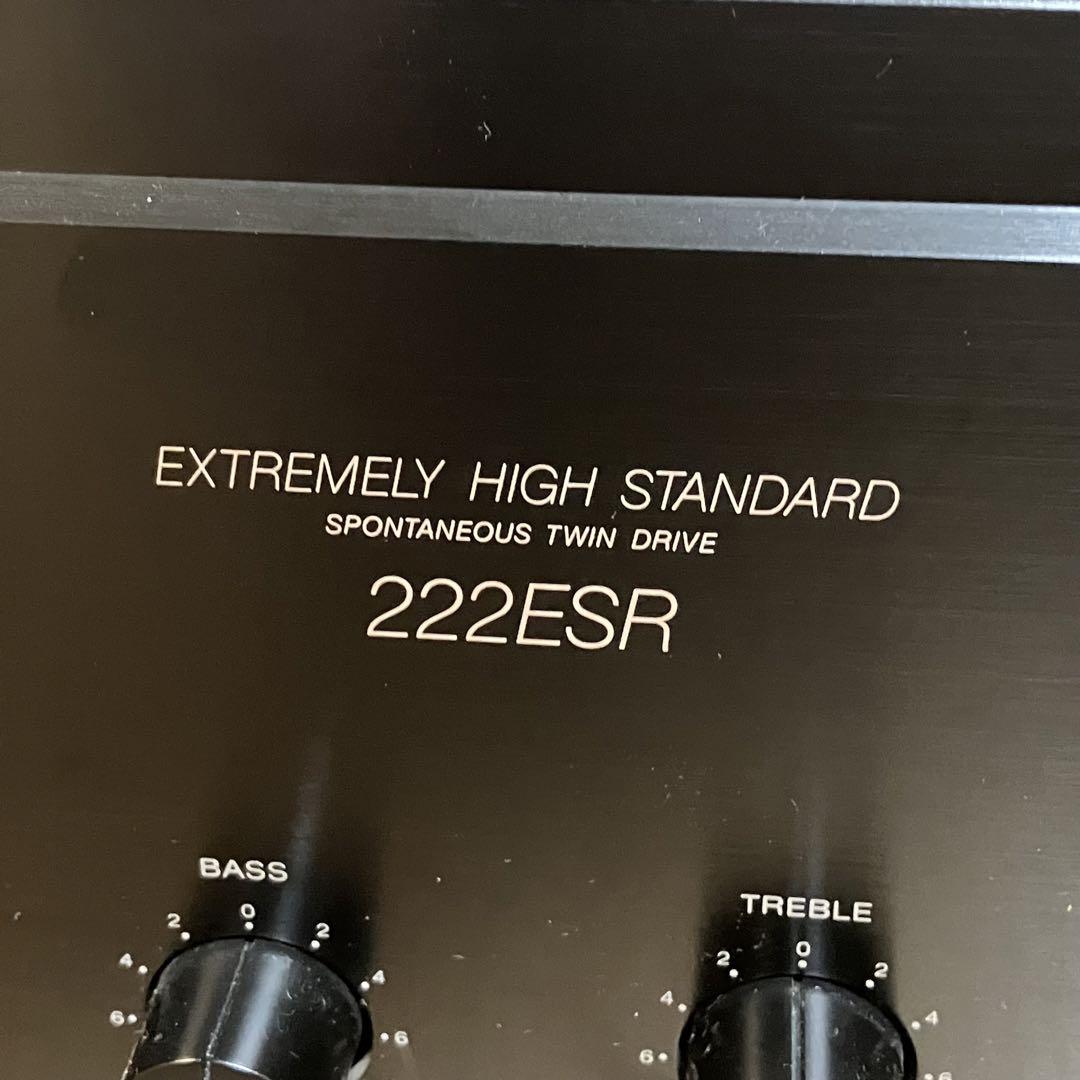 EXTREMELY HIGH STANDARD
SPONTANEOUS TWIN DRIVE
222ESR
BASS
6 4 2 0 2 4 6
TREBLE
6 4 2 0 2 4 6